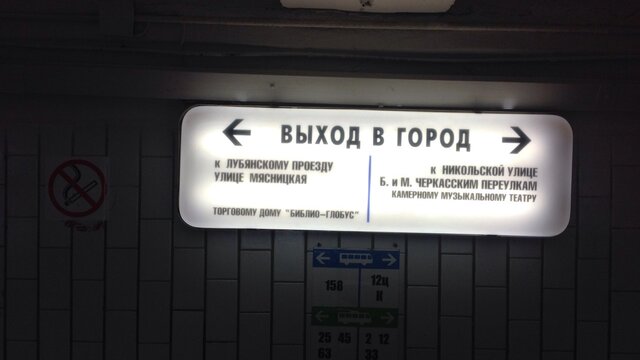 ВЫХОД В ГОРОД
к ЛУБЯНСКОМУ ПРОЕЗДУ
УЛИЦЕ МЯСНИЦКАЯ
ТОРГОВОМУ ДОМУ "БИБЛИО-ГЛОБУС"
к НИКОЛЬСКОЙ УЛИЦЕ
Б. и М. ЧЕРКАССКИМ ПЕРЕУЛКАМ
КАМЕРНОМУ МУЗЫКАЛЬНОМУ ТЕАТРУ
158 12ц
К
25 45 2 12
63 33